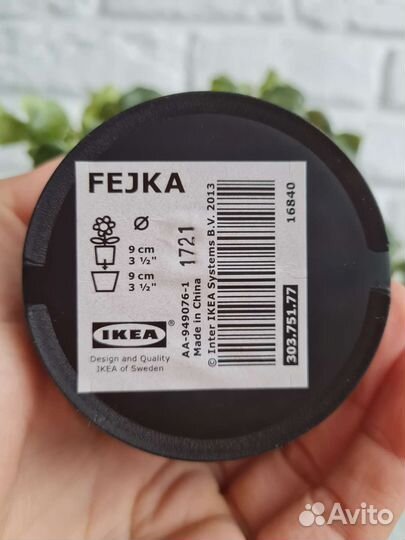 FEJKA
Ø
9 cm
3 ½"
9 cm
3 ½"
1721
IKEA®
Design and Quality
IKEA of Sweden
AA-949076-1
Made in China
© Inter IKEA Systems B.V. 2013
16840
303.751.77
Avito